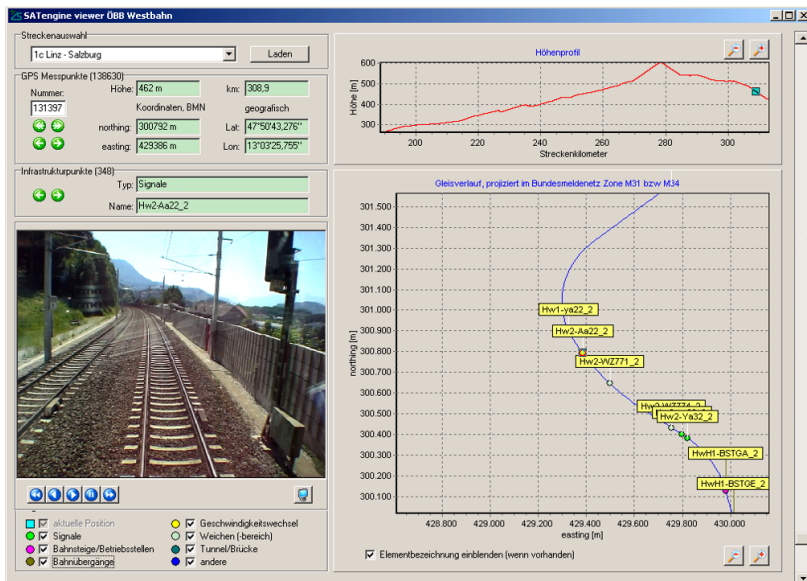 SATengine viewer ÖBB Westbahn
Streckenauswahl
1c Linz - Salzburg
Laden
GPS Messpunkte (138630)
Nummer:
131397
Höhe: 462 m
km: 308,9
Koordinaten, BMN
geografisch
northing: 300792 m
Lat: 47°50'43,276''
easting: 429386 m
Lon: 13°03'25,755''
Infrastrukturpunkte (348)
Typ: Signale
Name: Hw2-Aa22_2
aktuelle Position
Signale
Bahnsteige/Betriebsstellen
Bahnübergänge
Geschwindigkeitswechsel
Weichen (-bereich)
Tunnel/Brücke
andere
Höhenprofil
Höhe [m]
600
500
400
300
200
220
240
260
280
300
Streckenkilometer
Gleisverlauf, projiziert im Bundesmeldenetz Zone M31 bzw M34
northing [m]
301.500
301.400
301.300
301.200
301.100
301.000
300.900
300.800
300.700
300.600
300.500
300.400
300.300
300.200
300.100
Hw1-ya22_2
Hw2-Aa22_2
Hw2-WZ771_2
Hw2-Ya32_2
HwH1-BSTGA_2
HwH1-BSTGE_2
428.800
429.000
429.200
429.400
429.600
429.800
430.000
easting [m]
Elementbezeichnung einblenden (wenn vorhanden)